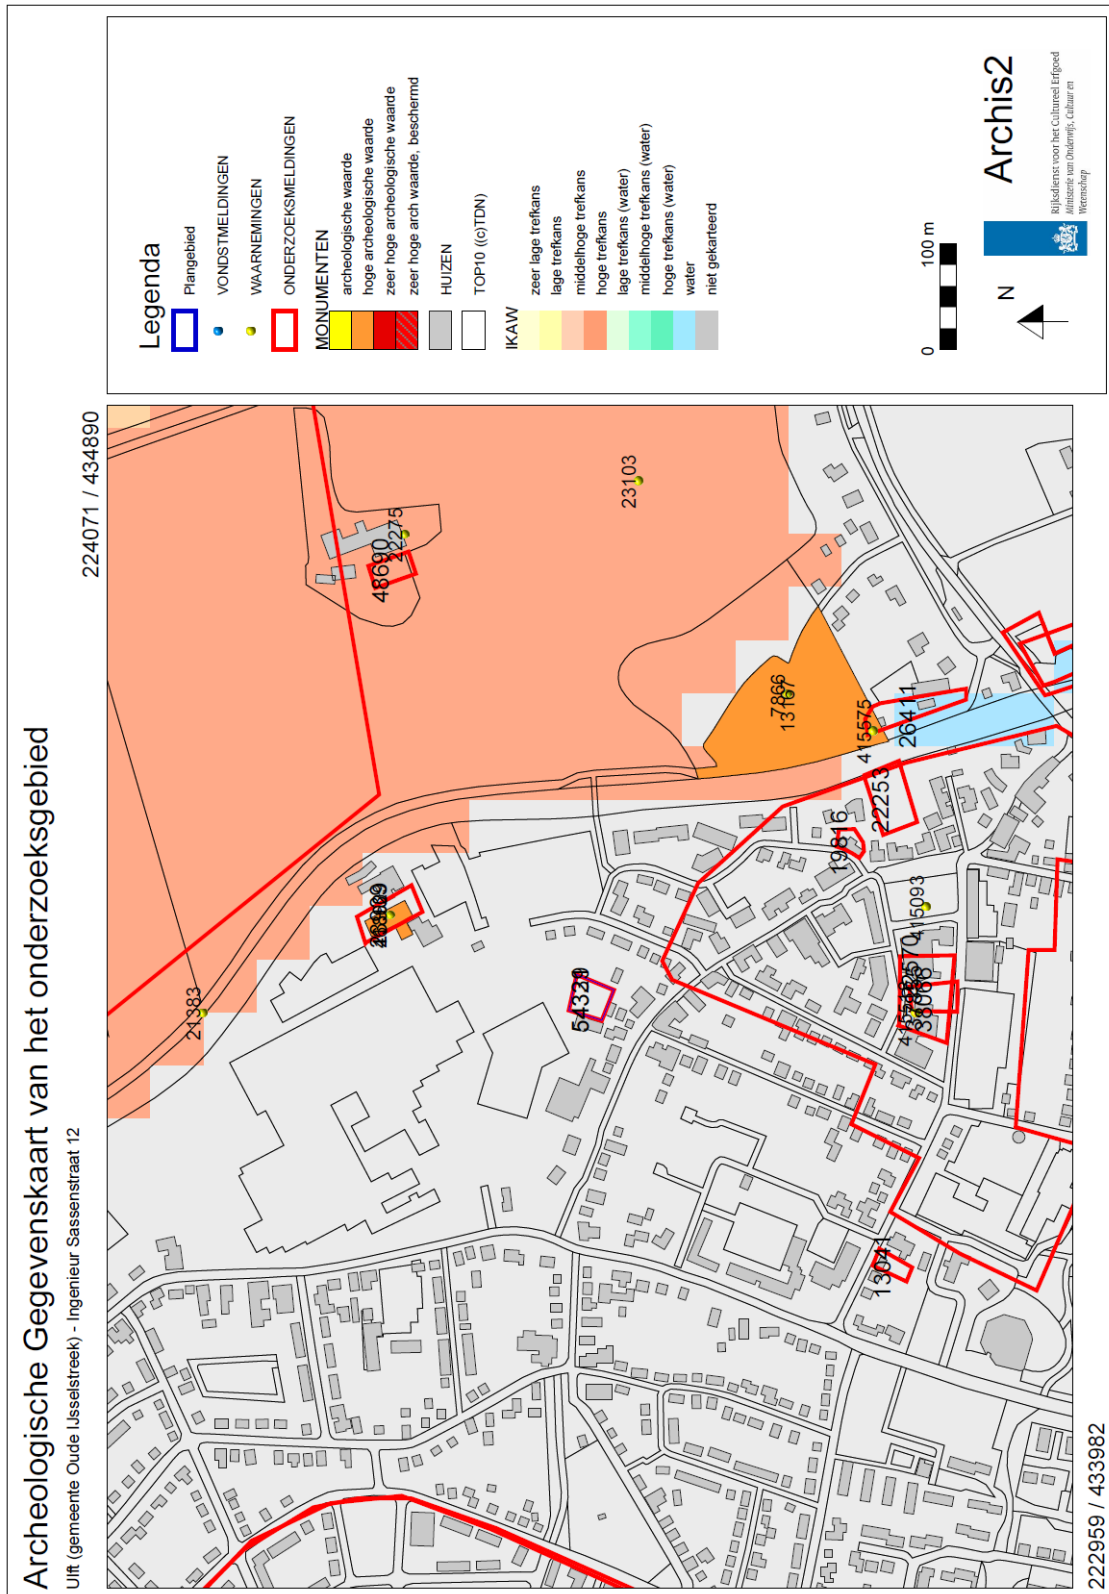 Archeologische Gegevenskaart van het onderzoeksgebied
Ulft (gemeente Oude IJsselstreek) - Ingenieur Sassenstraat 12
224071 / 434890
21383
48690
22275
23103
7866
13167
415575
26411
22253
19816
415093
38066
13041
222959 / 433982
Legenda
Plangebied
VONDSTMELDINGEN
WAARNEMINGEN
ONDERZOEKSMELDINGEN
MONUMENTEN
archeologische waarde
hoge archeologische waarde
zeer hoge archeologische waarde
zeer hoge arch waarde, beschermd
HUIZEN
TOP10 ((c)TDN)
IKAW
zeer lage trefkans
lage trefkans
middelhoge trefkans
hoge trefkans
lage trefkans (water)
middelhoge trefkans (water)
hoge trefkans (water)
water
niet gekarteerd
0
100 m
N
Archis2
Rijksdienst voor het Cultureel Erfgoed
Ministerie van Onderwijs, Cultuur en
Wetenschap